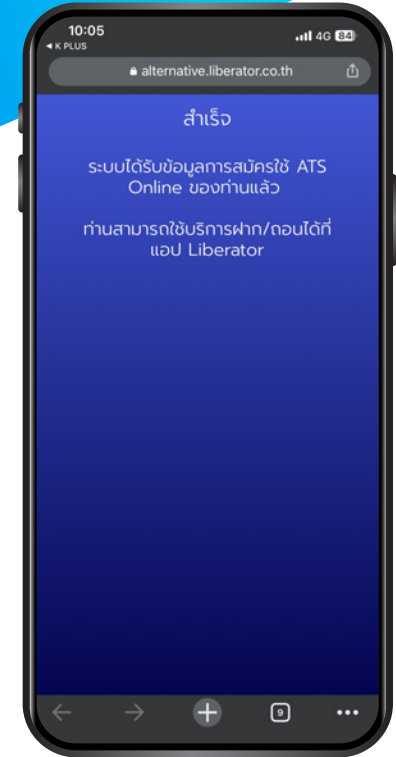 10:05
4G 84
K PLUS
alternative.liberator.co.th
สำเร็จ
ระบบได้รับข้อมูลการสมัครใช้ ATS
Online ของท่านแล้ว
ท่านสามารถใช้บริการฝาก/ถอนได้ที่
แอป Liberator
9